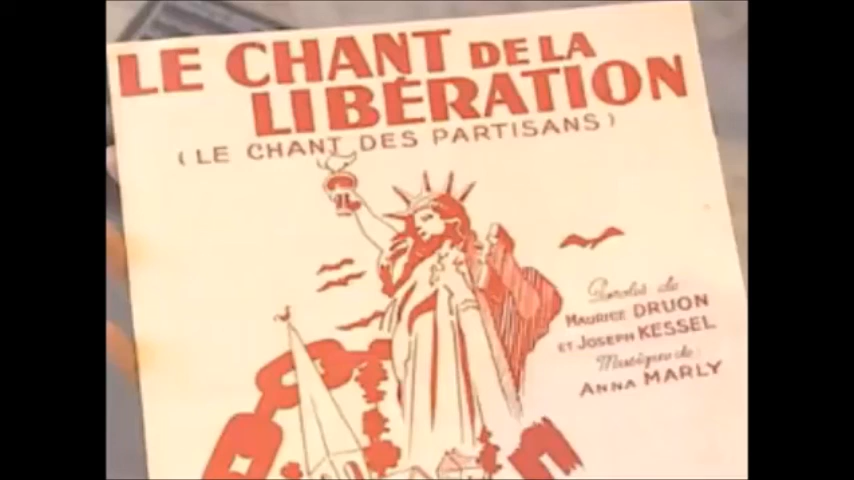 LE CHANT DE LA
LIBÉRATION
(LE CHANT DES PARTISANS)
Paroles de
MAURICE DRUON
ET JOSEPH KESSEL
Musique de
ANNA MARLY